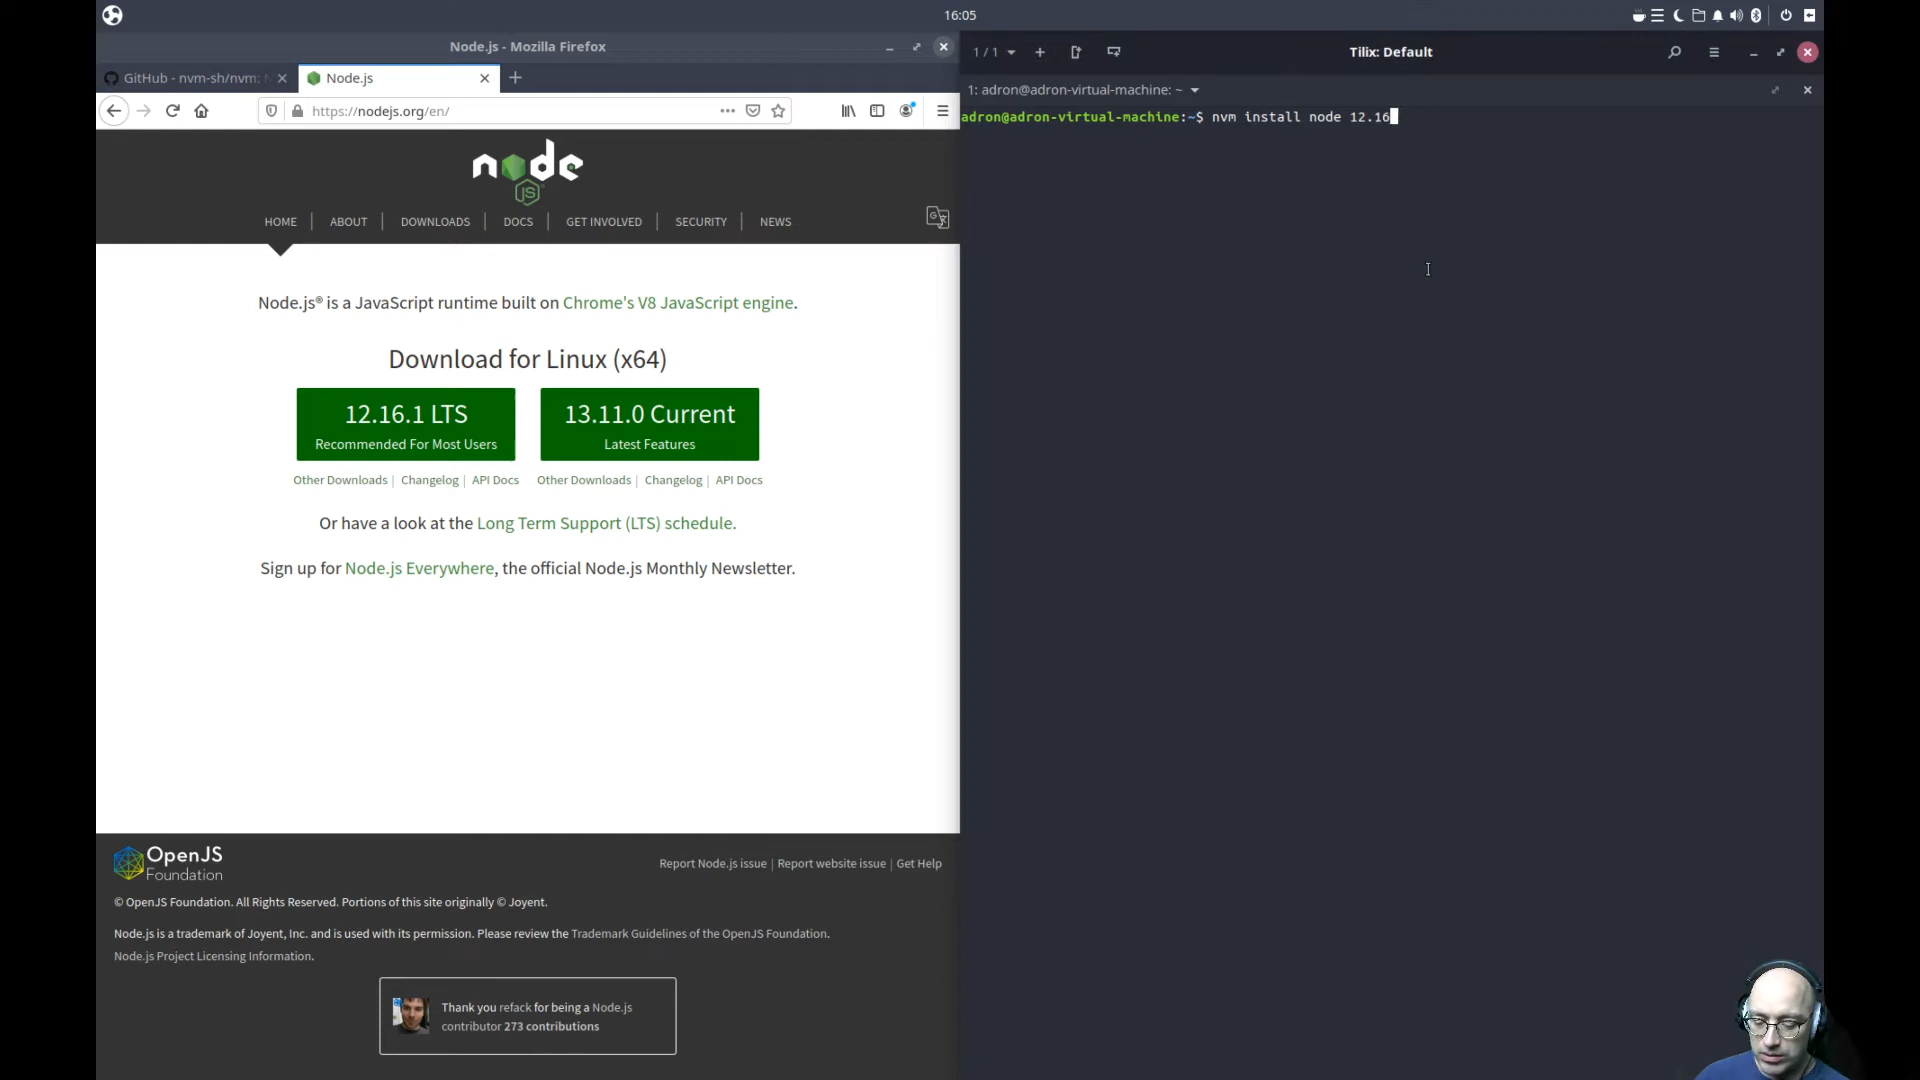 16:05
Node.js - Mozilla Firefox
GitHub - nvm-sh/nvm: N
Node.js
https://nodejs.org/en/
node
JS
HOME | ABOUT | DOWNLOADS | DOCS | GET INVOLVED | SECURITY | NEWS
Node.js® is a JavaScript runtime built on Chrome's V8 JavaScript engine.
Download for Linux (x64)
12.16.1 LTS
Recommended For Most Users
13.11.0 Current
Latest Features
Other Downloads | Changelog | API Docs
Other Downloads | Changelog | API Docs
Or have a look at the Long Term Support (LTS) schedule.
Sign up for Node.js Everywhere, the official Node.js Monthly Newsletter.
OpenJS
Foundation
Report Node.js issue | Report website issue | Get Help
© OpenJS Foundation. All Rights Reserved. Portions of this site originally © Joyent.
Node.js is a trademark of Joyent, Inc. and is used with its permission. Please review the Trademark Guidelines of the OpenJS Foundation.
Node.js Project Licensing Information.
Thank you refack for being a Node.js
contributor 273 contributions
1 / 1
Tilix: Default
1: adron@adron-virtual-machine: ~
adron@adron-virtual-machine:~$ nvm install node 12.16